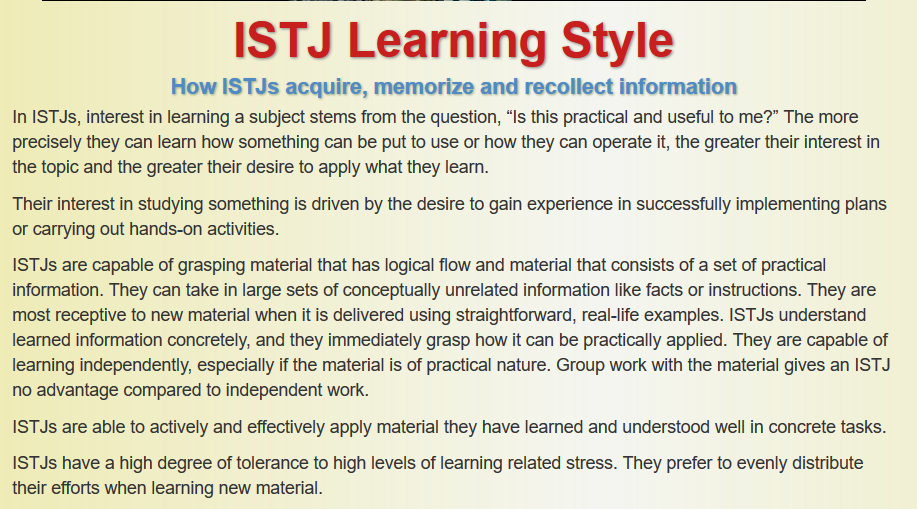 ISTJ Learning Style
How ISTJs acquire, memorize and recollect information
In ISTJs, interest in learning a subject stems from the question, “Is this practical and useful to me?” The more
precisely they can learn how something can be put to use or how they can operate it, the greater their interest in
the topic and the greater their desire to apply what they learn.
Their interest in studying something is driven by the desire to gain experience in successfully implementing plans
or carrying out hands-on activities.
ISTJs are capable of grasping material that has logical flow and material that consists of a set of practical
information. They can take in large sets of conceptually unrelated information like facts or instructions. They are
most receptive to new material when it is delivered using straightforward, real-life examples. ISTJs understand
learned information concretely, and they immediately grasp how it can be practically applied. They are capable of
learning independently, especially if the material is of practical nature. Group work with the material gives an ISTJ
no advantage compared to independent work.
ISTJs are able to actively and effectively apply material they have learned and understood well in concrete tasks.
ISTJs have a high degree of tolerance to high levels of learning related stress. They prefer to evenly distribute
their efforts when learning new material.